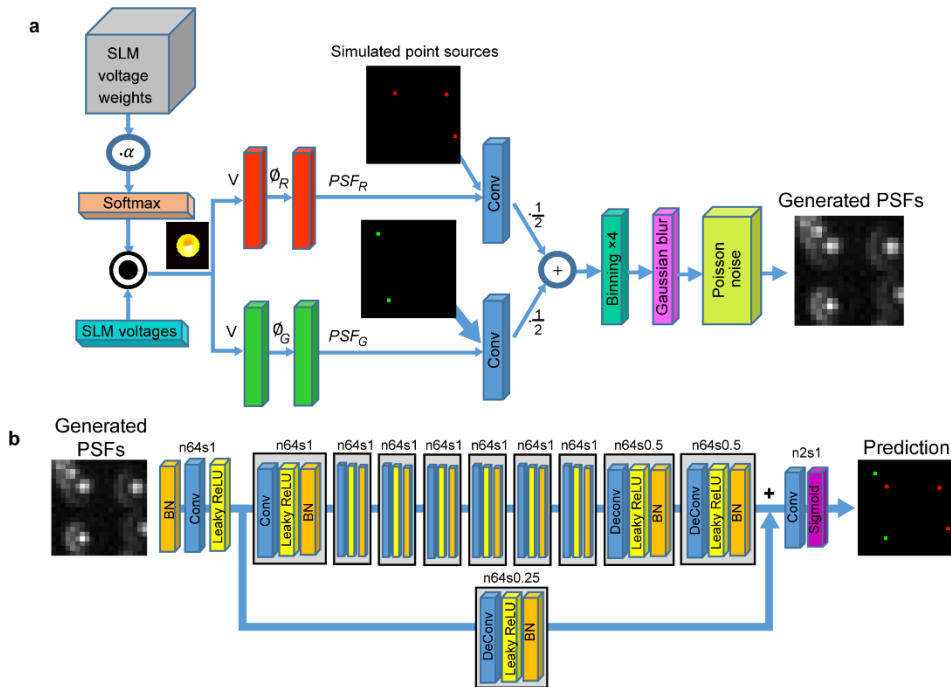 a
SLM
voltage
weights
·α
Softmax
SLM voltages
V
ϕR
PSFR
Simulated point sources
Conv
·1/2
V
ϕG
PSFG
Conv
·1/2
+
Binning ×4
Gaussian blur
Poisson
noise
Generated PSFs
b
Generated
PSFs
n64s1
BN
Conv
Leaky ReLU
n64s1
Conv
Leaky ReLU
BN
n64s1
n64s1
n64s1
n64s1
n64s1
n64s1
n64s0.5
Deconv
Leaky ReLU
BN
n64s0.5
DeConv
Leaky ReLU
BN
n64s0.25
DeConv
Leaky ReLU
BN
+
n2s1
Conv
Sigmoid
Prediction